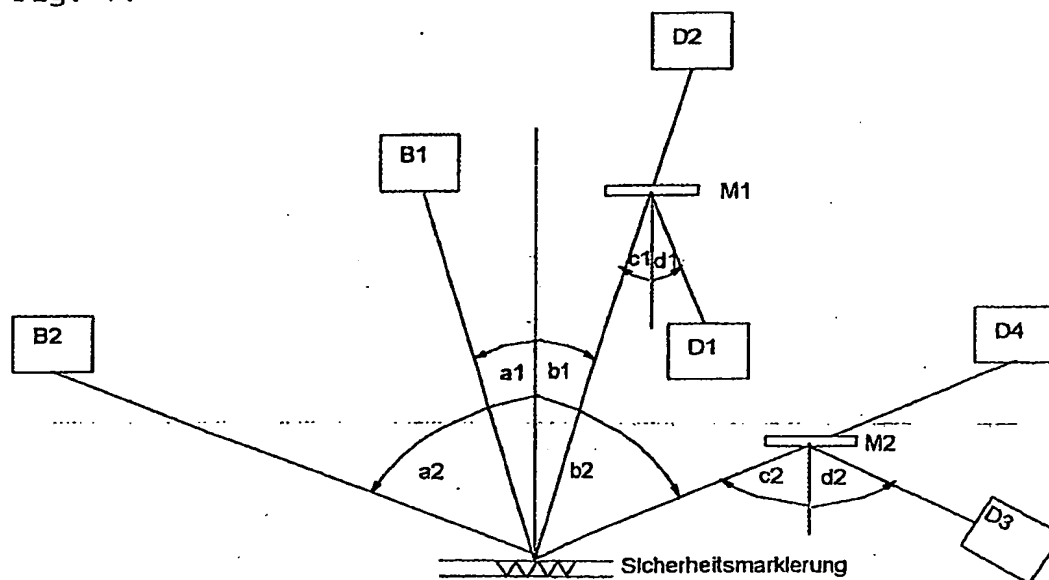 D2
B1
M1
c1 d1
B2
D1
D4
a1 b1
M2
a2
b2
c2 d2
D3
Sicherheitsmarkierung